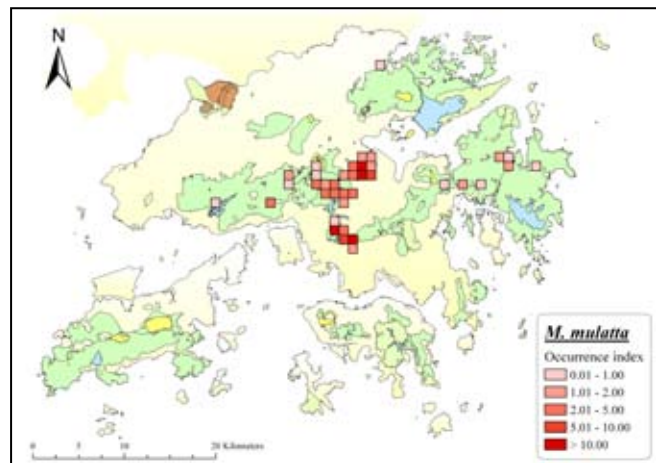 N
M. mulatta
Occurrence index
0.01 - 1.00
1.01 - 2.00
2.01 - 5.00
5.01 - 10.00
> 10.00
0 5 10 20 Kilometers